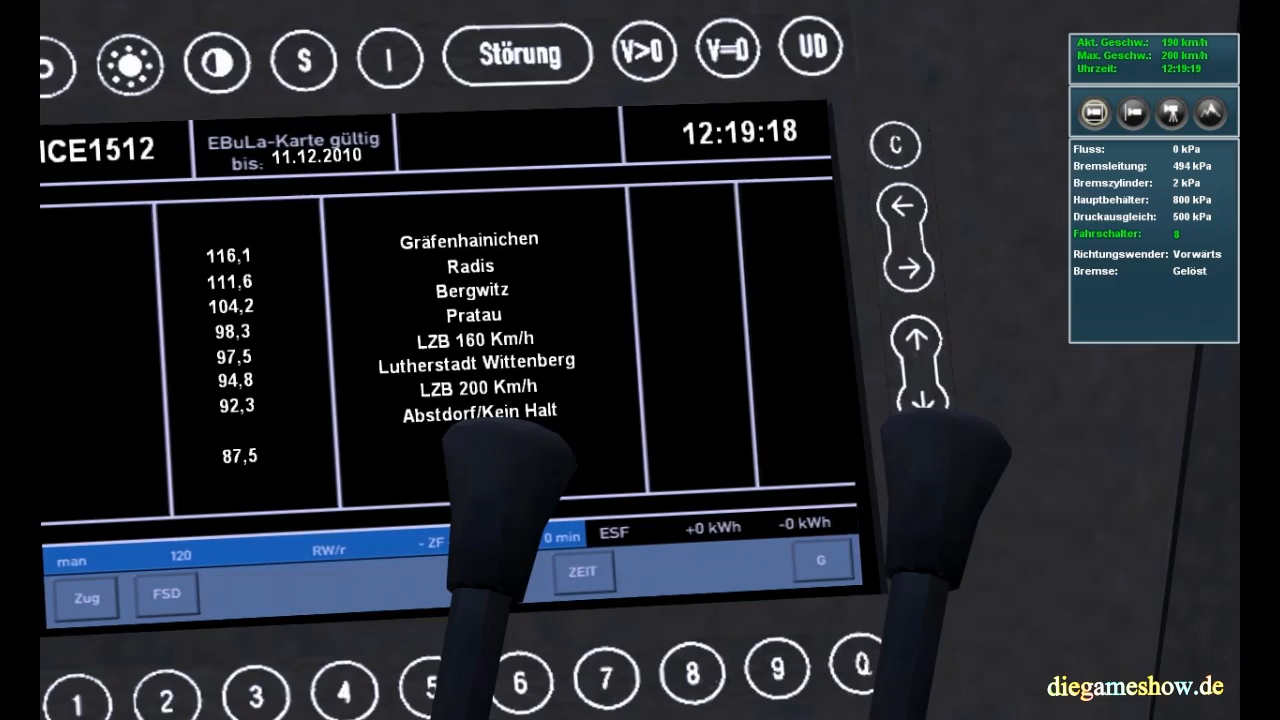 S I Störung V>0 V=0 UD
ICE1512
EBuLa-Karte gültig
bis: 11.12.2010
12:19:18
C
116,1 Gräfenhainichen
111,6 Radis
104,2 Bergwitz
98,3 Pratau
97,5 LZB 160 Km/h
94,8 Lutherstadt Wittenberg
92,3 LZB 200 Km/h
Abstdorf/Kein Halt
87,5
man 120 RW/r - ZF 0 min ESF +0 kWh -0 kWh
Zug FSD ZEIT G
1 2 3 4 5 6 7 8 9 Q
Akt. Geschw.: 190 km/h
Max. Geschw.: 200 km/h
Uhrzeit: 12:19:19
Fluss: 0 kPa
Bremsleitung: 494 kPa
Bremszylinder: 2 kPa
Hauptbehälter: 800 kPa
Druckausgleich: 500 kPa
Fahrschalter: 8
Richtungswender: Vorwärts
Bremse: Gelöst
diegameshow.de